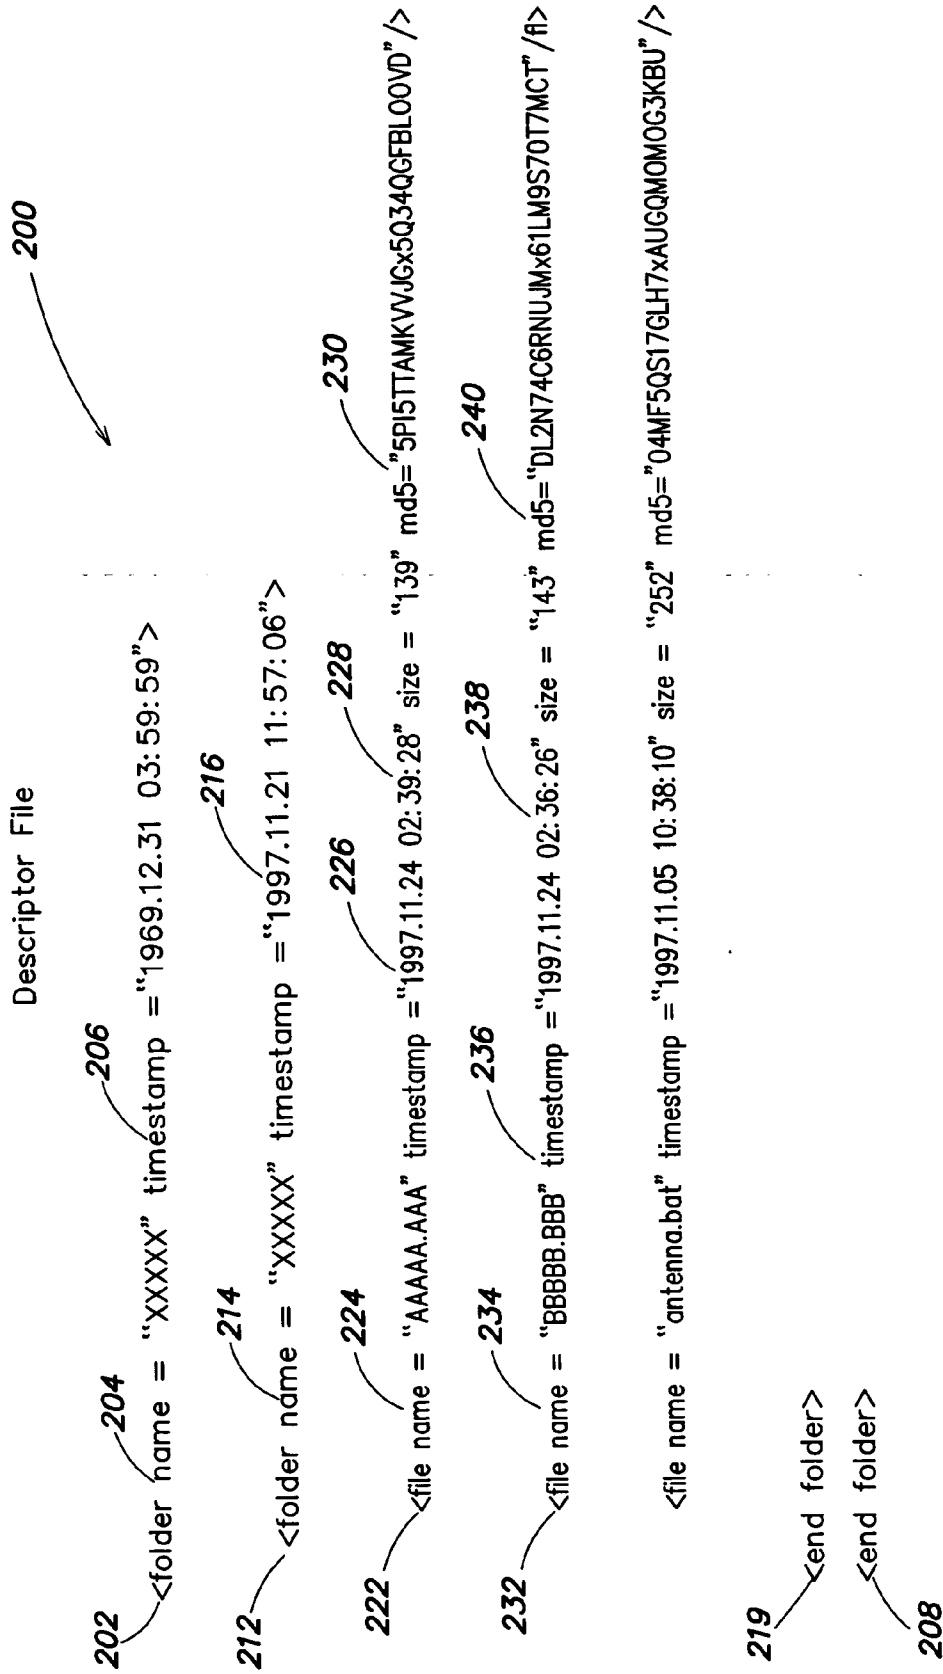 Descriptor File
200
204 206
202 <folder name = “XXXXX” timestamp =“1969.12.31 03:59:59”>
214 216
212 <folder name = “XXXXX” timestamp =“1997.11.21 11:57:06”>
224 226 228 230
222 <file name = “AAAAA.AAA” timestamp =“1997.11.24 02:39:28” size = “139” md5=”5PI5TTAMKVVJGx5Q34QGFBLOOVD”/>
234 236 238 240
232 <file name = “BBBBB.BBB” timestamp =“1997.11.24 02:36:26” size = “143” md5=“DL2N74C6RNUJMx61LM9S7OT7MCT”/fl>
<file name = “antenna.bat” timestamp =“1997.11.05 10:38:10” size = “252” md5=”04MF5QS17GLH7xAUGQMOMOG3KBU”/>
219 <end folder>
<end folder>
208